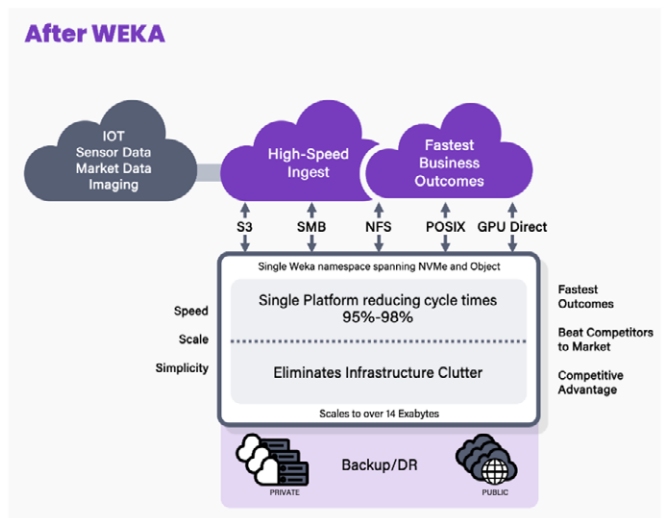 After WEKA
IOT
Sensor Data
Market Data
Imaging
High-Speed
Ingest
Fastest
Business
Outcomes
S3
SMB
NFS
POSIX
GPU Direct
Single Weka namespace spanning NVMe and Object
Single Platform reducing cycle times
95%-98%
Eliminates Infrastructure Clutter
Scales to over 14 Exabytes
Speed
Scale
Simplicity
Fastest
Outcomes
Beat Competitors
to Market
Competitive
Advantage
Backup/DR
PRIVATE
PUBLIC